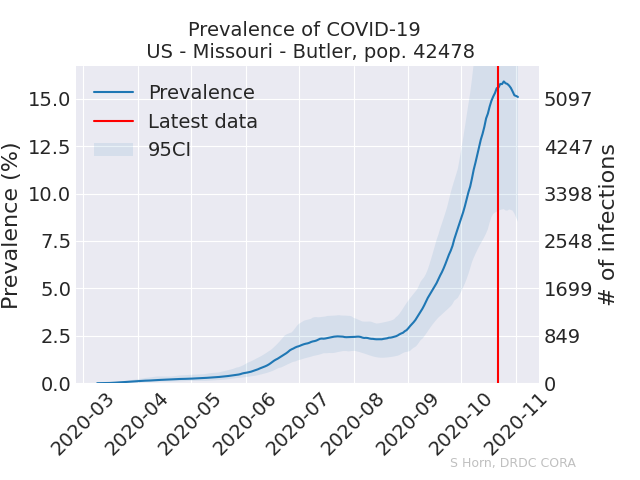 Prevalence of COVID-19
US - Missouri - Butler, pop. 42478
Prevalence
Latest data
95CI
Prevalence (%)
15.0
12.5
10.0
7.5
5.0
2.5
0.0
5097
4247
3398
2548
1699
849
0
# of infections
2020-03
2020-04
2020-05
2020-06
2020-07
2020-08
2020-09
2020-10
2020-11
S Horn, DRDC CORA